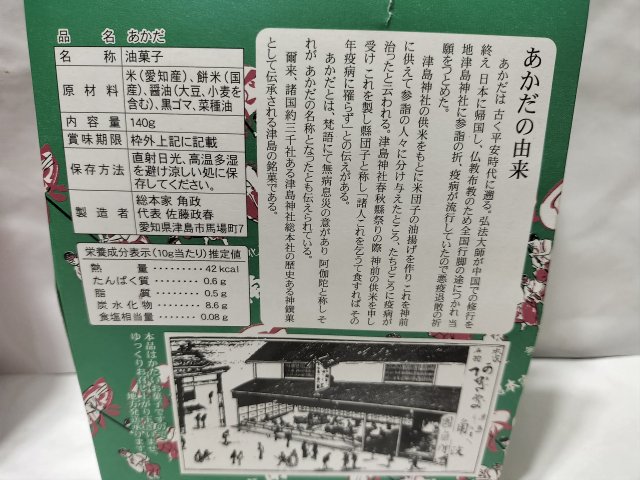 あかだの由来
あかだは 古く平安時代に遡る。弘法大師が中国での修行を
終え 日本に帰国し、仏教布教のため全国行脚の途につかれ 当
地津島神社に参詣の折、疫病が流行していたので悪疫退散の祈
願をつとめた。
津島神社の供米をもとに米団子の油揚げを作り これを神前
に供えて 参詣の人々に分け与えたところ、たちどころに疫病が
治ったと云われる。津島神社春秋縣祭りの際 神前の供米を申し
受け これを製し縣団子と称し 諸人これを乞うて食すれば その
年疫病に罹らず」との伝えがある。
あかだとは、梵語にて無病息災の意があり 阿伽陀と称し そ
れが あかだの名称となったとも伝えられている。
爾来、諸国約三千社ある津島神社総本社の歴史ある神饌菓
として伝承される津島の銘菓である。
品名 あかだ
名称 油菓子
原材料 米(愛知産)、餅米(国
産)、醤油(大豆、小麦を
含む)、黒ゴマ、菜種油
内容量 140g
賞味期限 枠外上記に記載
保存方法 直射日光、高温多湿
を避け涼しい処に保
存してください。
製造者 総本家 角政
代表 佐藤政春
愛知県津島市馬場町7
栄養成分表示(10g当たり)推定値
熱量 ········ 42kcal
たんぱく質 ········ 0.6g
脂質 ········ 0.5g
炭水化物 ········ 8.6g
食塩相当量 ········ 0.08g
本品はかたい
ゆっくりお